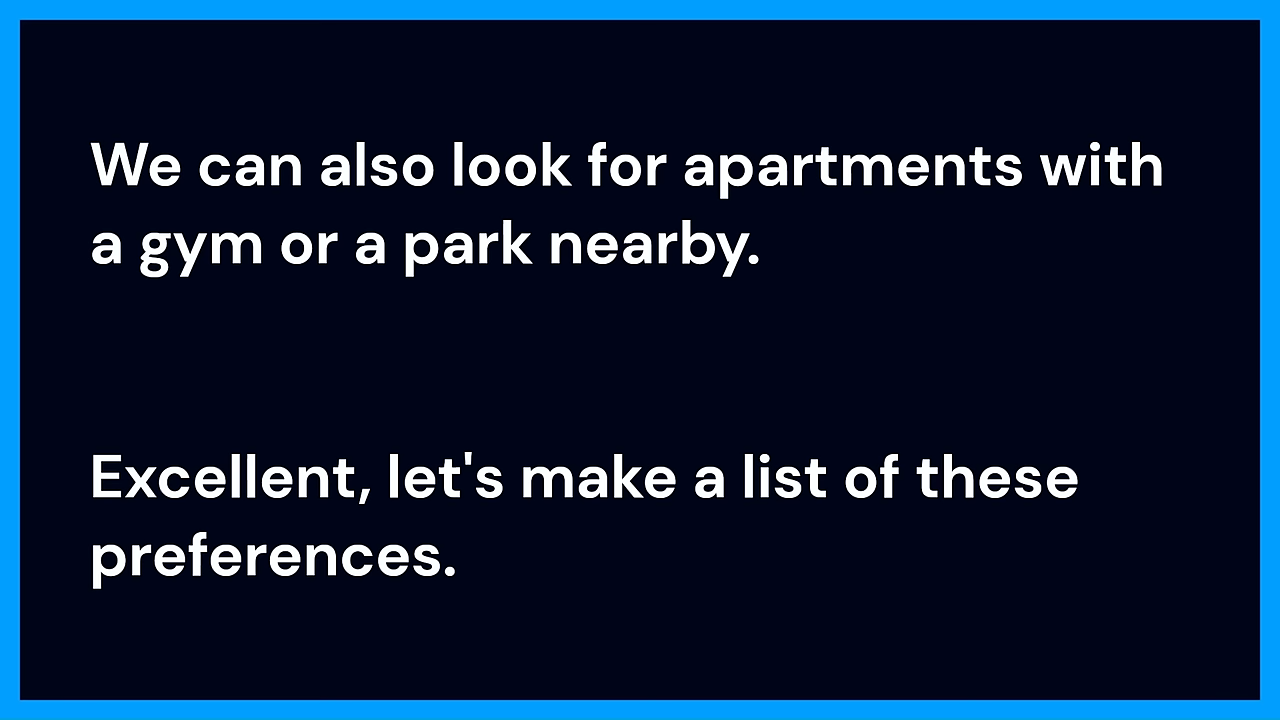 We can also look for apartments with
a gym or a park nearby.
Excellent, let's make a list of these
preferences.